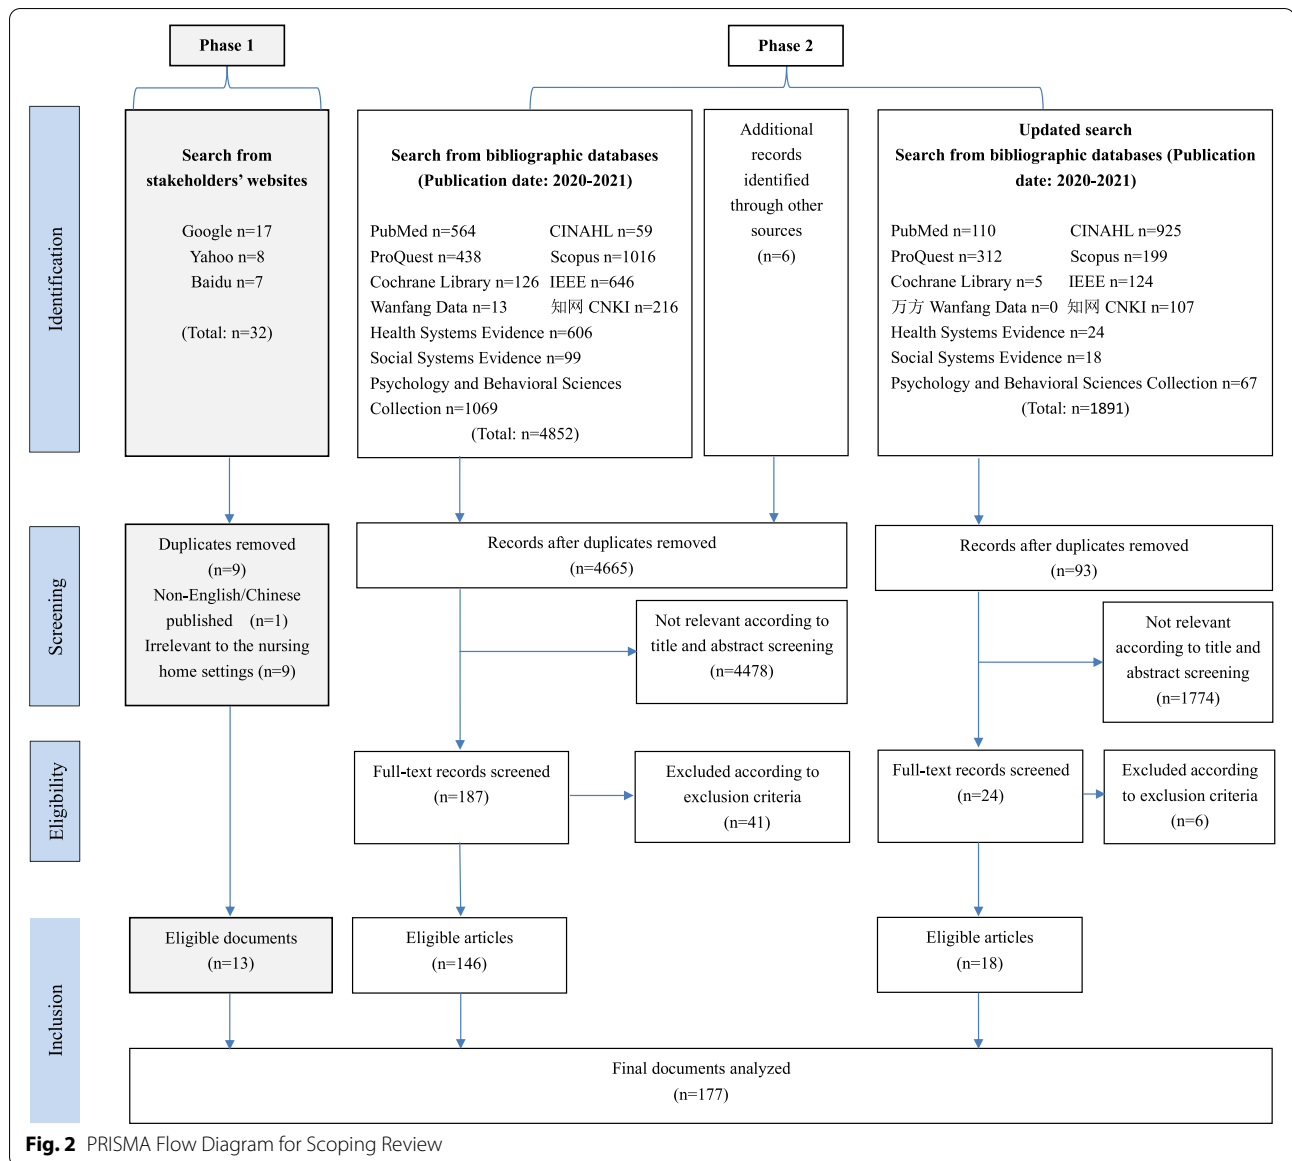 Phase 1
Phase 2
Identification
Search from
stakeholders' websites
Google n=17
Yahoo n=8
Baidu n=7
(Total: n=32)
Search from bibliographic databases
(Publication date: 2020-2021)
PubMed n=564 CINAHL n=59
ProQuest n=438 Scopus n=1016
Cochrane Library n=126 IEEE n=646
Wanfang Data n=13 知网 CNKI n=216
Health Systems Evidence n=606
Social Systems Evidence n=99
Psychology and Behavioral Sciences
Collection n=1069
(Total: n=4852)
Additional
records
identified
through other
sources
(n=6)
Updated search
Search from bibliographic databases (Publication
date: 2020-2021)
PubMed n=110 CINAHL n=925
ProQuest n=312 Scopus n=199
Cochrane Library n=5 IEEE n=124
万方 Wanfang Data n=0 知网 CNKI n=107
Health Systems Evidence n=24
Social Systems Evidence n=18
Psychology and Behavioral Sciences Collection n=67
(Total: n=1891)
Screening
Duplicates removed
(n=9)
Non-English/Chinese
published (n=1)
Irrelevant to the nursing
home settings (n=9)
Records after duplicates removed
(n=4665)
Not relevant according to
title and abstract screening
(n=4478)
Records after duplicates removed
(n=93)
Not relevant
according to title and
abstract screening
(n=1774)
Eligibility
Full-text records screened
(n=187)
Excluded according to
exclusion criteria
(n=41)
Full-text records screened
(n=24)
Excluded according
to exclusion criteria
(n=6)
Inclusion
Eligible documents
(n=13)
Eligible articles
(n=146)
Eligible articles
(n=18)
Final documents analyzed
(n=177)
Fig. 2 PRISMA Flow Diagram for Scoping Review